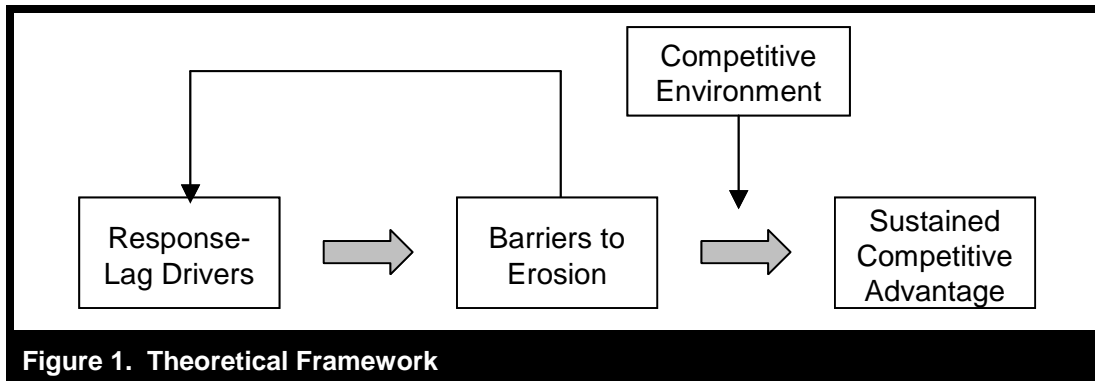 Competitive
Environment
Response-
Lag Drivers
Barriers to
Erosion
Sustained
Competitive
Advantage
Figure 1. Theoretical Framework